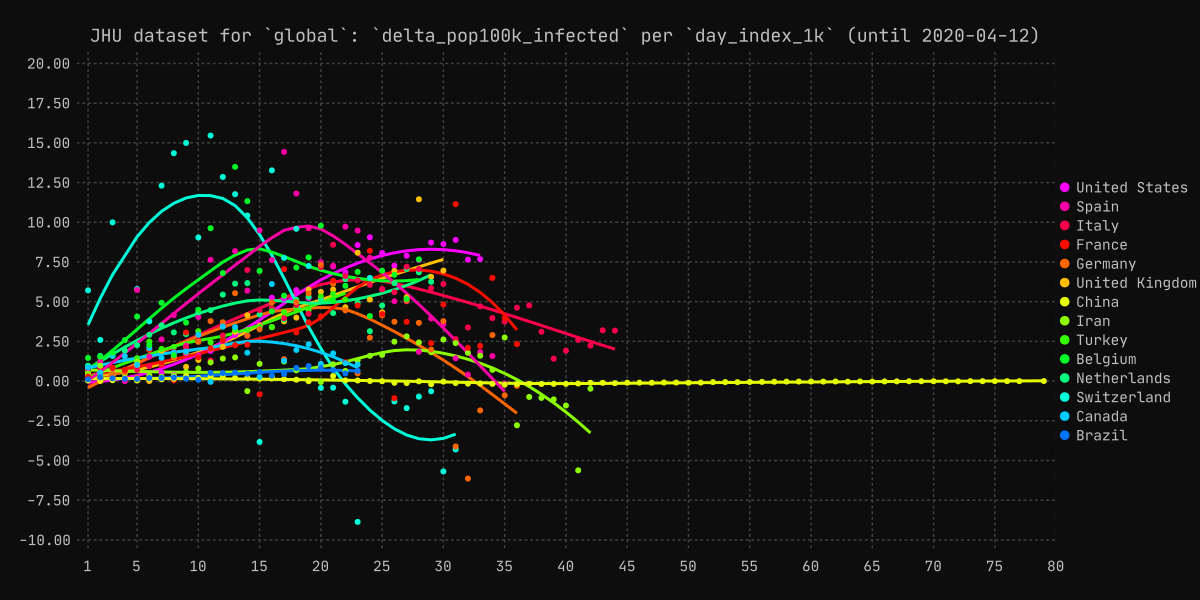 JHU dataset for `global`: `delta_pop100k_infected` per `day_index_1k` (until 2020-04-12)
20.00
17.50
15.00
12.50
10.00
7.50
5.00
2.50
0.00
-2.50
-5.00
-7.50
-10.00
1 5 10 15 20 25 30 35 40 45 50 55 60 65 70 75 80
United States
Spain
Italy
France
Germany
United Kingdom
China
Iran
Turkey
Belgium
Netherlands
Switzerland
Canada
Brazil